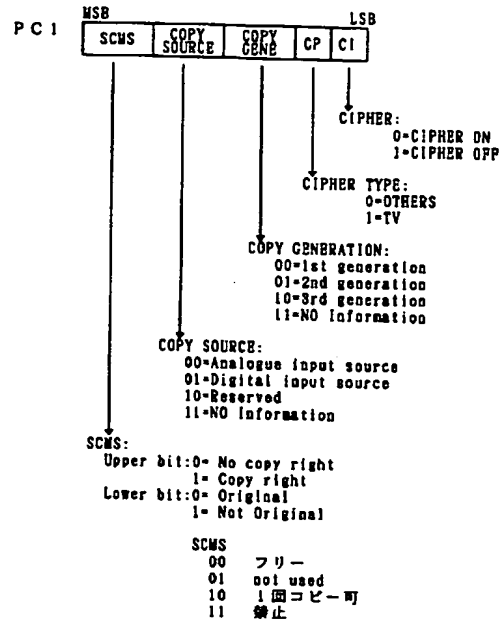 MSB LSB
PC1 SCMS COPY SOURCE COPY GENE CP CI
CIPHER:
0=CIPHER ON
1=CIPHER OFF
CIPHER TYPE:
0=OTHERS
1=TV
COPY GENERATION:
00=1st generation
01=2nd generation
10=3rd generation
11=NO Information
COPY SOURCE:
00=Analogue input source
01=Digital input source
10=Reserved
11=NO Information
SCMS:
Upper bit:0= No copy right
1= Copy right
Lower bit:0= Original
1= Not Original
SCMS
00 フリー
01 not used
10 1回コピー可
11 禁止